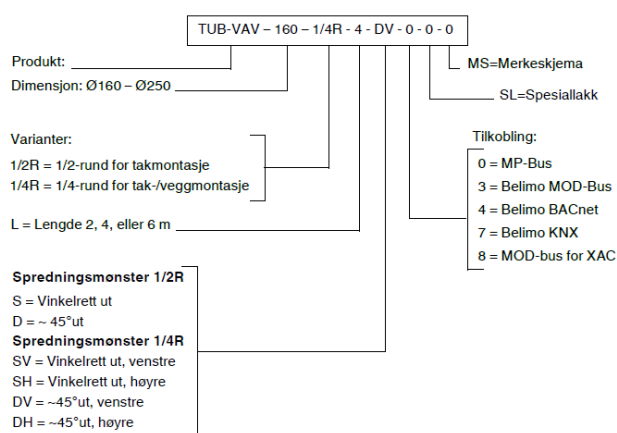 TUB-VAV – 160 – 1/4R - 4 - DV - 0 - 0 - 0
Produkt:
Dimensjon: Ø160 – Ø250
MS=Merkeskjema
SL=Spesiallakk
Varianter:
1/2R = 1/2-rund for takmontasje
1/4R = 1/4-rund for tak-/veggmontasje
L = Lengde 2, 4, eller 6 m
Tilkobling:
0 = MP-Bus
3 = Belimo MOD-Bus
4 = Belimo BACnet
7 = Belimo KNX
8 = MOD-bus for XAC
Spredningsmønster 1/2R
S = Vinkelrett ut
D = ~ 45°ut
Spredningsmønster 1/4R
SV = Vinkelrett ut, venstre
SH = Vinkelrett ut, høyre
DV = ~45°ut, venstre
DH = ~45°ut, høyre